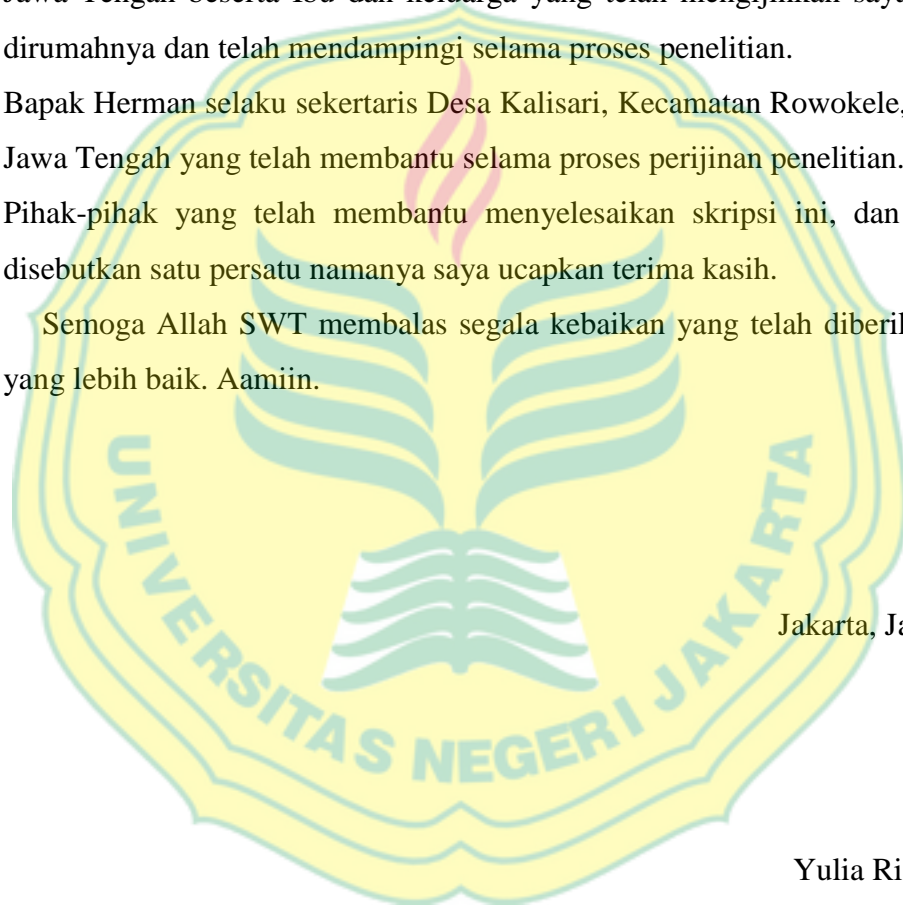 Jawa Tengah beserta Ibu dan keluarga yang telah mengijinkan saya
dirumahnya dan telah mendampingi selama proses penelitian.
Bapak Herman selaku sekertaris Desa Kalisari, Kecamatan Rowokele,
Jawa Tengah yang telah membantu selama proses perijinan penelitian.
Pihak-pihak yang telah membantu menyelesaikan skripsi ini, dan
disebutkan satu persatu namanya saya ucapkan terima kasih.
Semoga Allah SWT membalas segala kebaikan yang telah
yang lebih baik. Aamiin.
UNIVERSITAS NEGERI JAKARTA
Jakarta,
Yulia